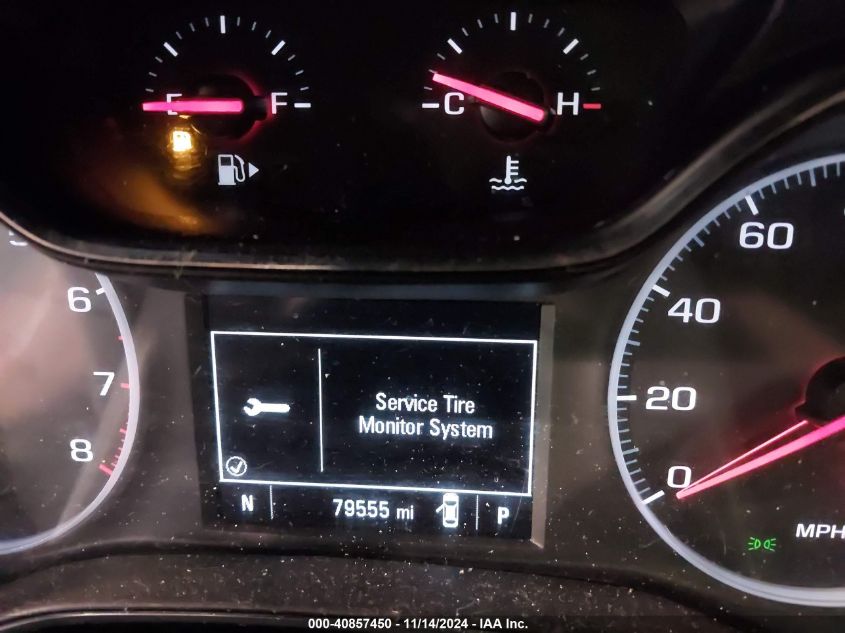 E F
C H
5
6
7
8
60
40
20
0
MPH
Service Tire
Monitor System
N 79555 mi P
000-40857450 - 11/14/2024 - IAA Inc.